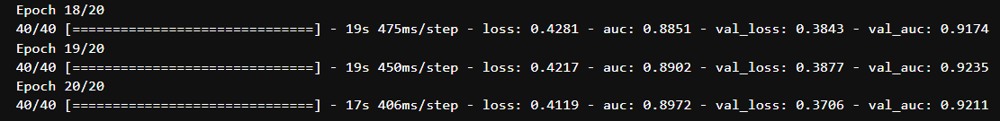 Epoch 18/20
40/40 [==============================] - 19s 475ms/step - loss: 0.4281 - auc: 0.8851 - val_loss: 0.3843 - val_auc: 0.9174
Epoch 19/20
40/40 [==============================] - 19s 450ms/step - loss: 0.4217 - auc: 0.8902 - val_loss: 0.3877 - val_auc: 0.9235
Epoch 20/20
40/40 [==============================] - 17s 406ms/step - loss: 0.4119 - auc: 0.8972 - val_loss: 0.3706 - val_auc: 0.9211